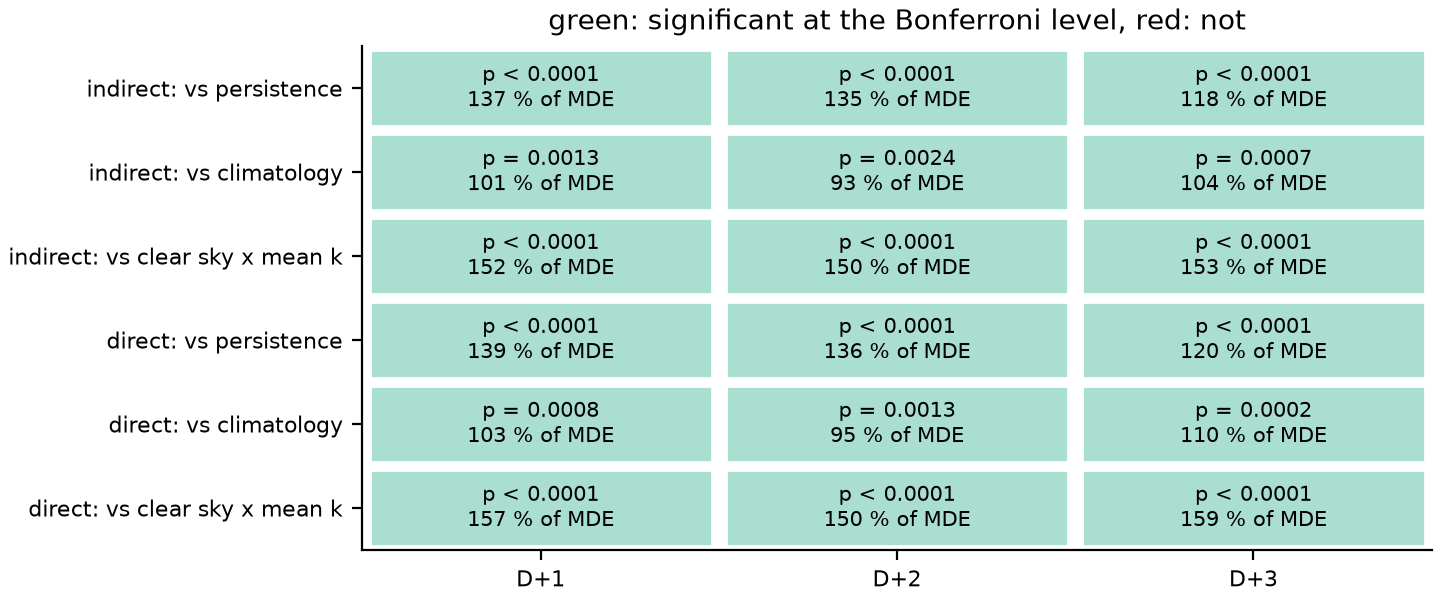 green: significant at the Bonferroni level, red: not
indirect: vs persistence
p < 0.0001
137 % of MDE
p < 0.0001
135 % of MDE
p < 0.0001
118 % of MDE
indirect: vs climatology
p = 0.0013
101 % of MDE
p = 0.0024
93 % of MDE
p = 0.0007
104 % of MDE
indirect: vs clear sky x mean k
p < 0.0001
152 % of MDE
p < 0.0001
150 % of MDE
p < 0.0001
153 % of MDE
direct: vs persistence
p < 0.0001
139 % of MDE
p < 0.0001
136 % of MDE
p < 0.0001
120 % of MDE
direct: vs climatology
p = 0.0008
103 % of MDE
p = 0.0013
95 % of MDE
p = 0.0002
110 % of MDE
direct: vs clear sky x mean k
p < 0.0001
157 % of MDE
p < 0.0001
150 % of MDE
p < 0.0001
159 % of MDE
D+1
D+2
D+3